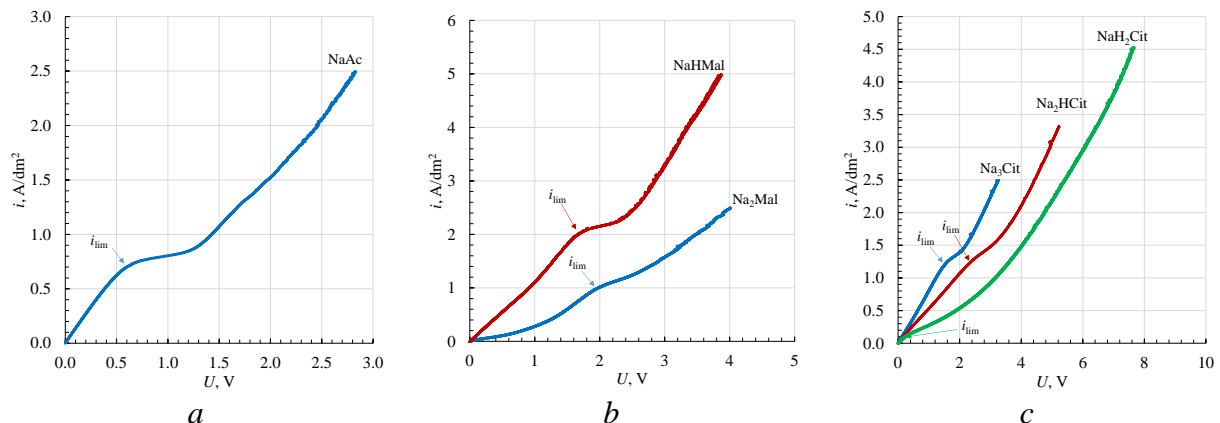 3.0
2.5
2.0
1.5
1.0
0.5
0.0
i, A/dm²
0.0 0.5 1.0 1.5 2.0 2.5 3.0
U, V
NaAc
iₗᵢₘ
a
6
5
4
3
2
1
0
i, A/dm²
0 1 2 3 4 5
U, V
NaHMal
iₗᵢₘ
Na₂Mal
iₗᵢₘ
b
5.0
4.5
4.0
3.5
3.0
2.5
2.0
1.5
1.0
0.5
0.0
i, A/dm²
0 2 4 6 8 10
U, V
NaH₂Cit
Na₂HCit
Na₃Cit
iₗᵢₘ
iₗᵢₘ
iₗᵢₘ
c